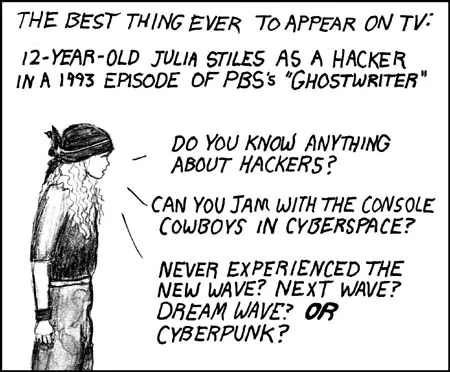 THE BEST THING EVER TO APPEAR ON TV:
12-YEAR-OLD JULIA STILES AS A HACKER
IN A 1993 EPISODE OF PBS's "GHOSTWRITER"
DO YOU KNOW ANYTHING
ABOUT HACKERS?
CAN YOU JAM WITH THE CONSOLE
COWBOYS IN CYBERSPACE?
NEVER EXPERIENCED THE
NEW WAVE? NEXT WAVE?
DREAM WAVE? OR
CYBERPUNK?